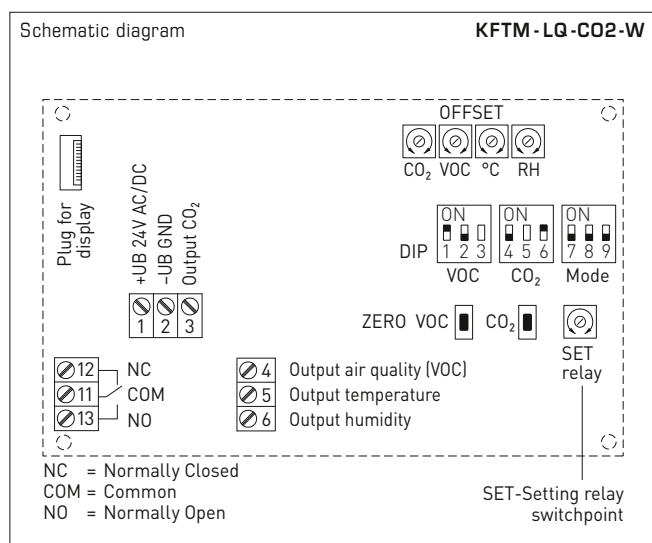 Schematic diagram KFTM-LQ-CO2-W
OFFSET
CO₂ VOC °C RH
Plug for
display
+UB 24V AC/DC
–UB GND
Output CO₂
1 2 3
ON ON ON
DIP 1 2 3 4 5 6 7 8 9
VOC CO₂ Mode
ZERO VOC CO₂
SET
relay
12 NC
11 COM
13 NO
4 Output air quality (VOC)
5 Output temperature
6 Output humidity
NC = Normally Closed
COM = Common
NO = Normally Open
SET-Setting relay
switchpoint